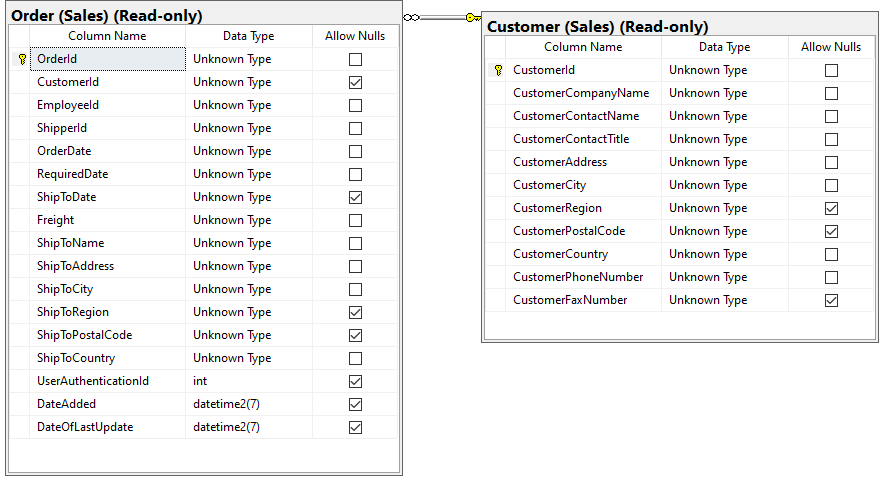 Order (Sales) (Read-only)
Column Name Data Type Allow Nulls
OrderId Unknown Type
CustomerId Unknown Type
EmployeeId Unknown Type
ShipperId Unknown Type
OrderDate Unknown Type
RequiredDate Unknown Type
ShipToDate Unknown Type
Freight Unknown Type
ShipToName Unknown Type
ShipToAddress Unknown Type
ShipToCity Unknown Type
ShipToRegion Unknown Type
ShipToPostalCode Unknown Type
ShipToCountry Unknown Type
UserAuthenticationId int
DateAdded datetime2(7)
DateOfLastUpdate datetime2(7)
Customer (Sales) (Read-only)
Column Name Data Type Allow Nulls
CustomerId Unknown Type
CustomerCompanyName Unknown Type
CustomerContactName Unknown Type
CustomerContactTitle Unknown Type
CustomerAddress Unknown Type
CustomerCity Unknown Type
CustomerRegion Unknown Type
CustomerPostalCode Unknown Type
CustomerCountry Unknown Type
CustomerPhoneNumber Unknown Type
CustomerFaxNumber Unknown Type